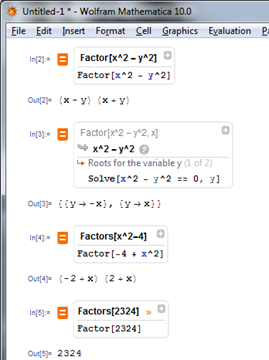 Untitled-1 * - Wolfram Mathematica 10.0
File Edit Insert Format Cell Graphics Evaluation
In[2]:= Factor[x^2 – y^2]
Factor[x^2 - y^2]
Out[2]= (x - y) (x + y)
In[3]:= Factor[x^2 – y^2, x]
x^2 – y^2
Roots for the variable y (1 of 2)
Solve[x^2 - y^2 == 0, y]
Out[3]= {{y → -x}, {y → x}}
In[4]:= Factors[x^2–4]
Factor[-4 + x^2]
Out[4]= (-2 + x) (2 + x)
In[5]:= Factors[2324] »
Factor[2324]
Out[5]= 2324